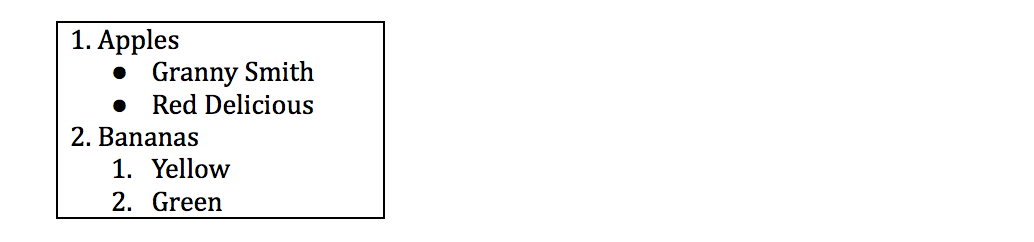 1. Apples
● Granny Smith
● Red Delicious
2. Bananas
1. Yellow
2. Green